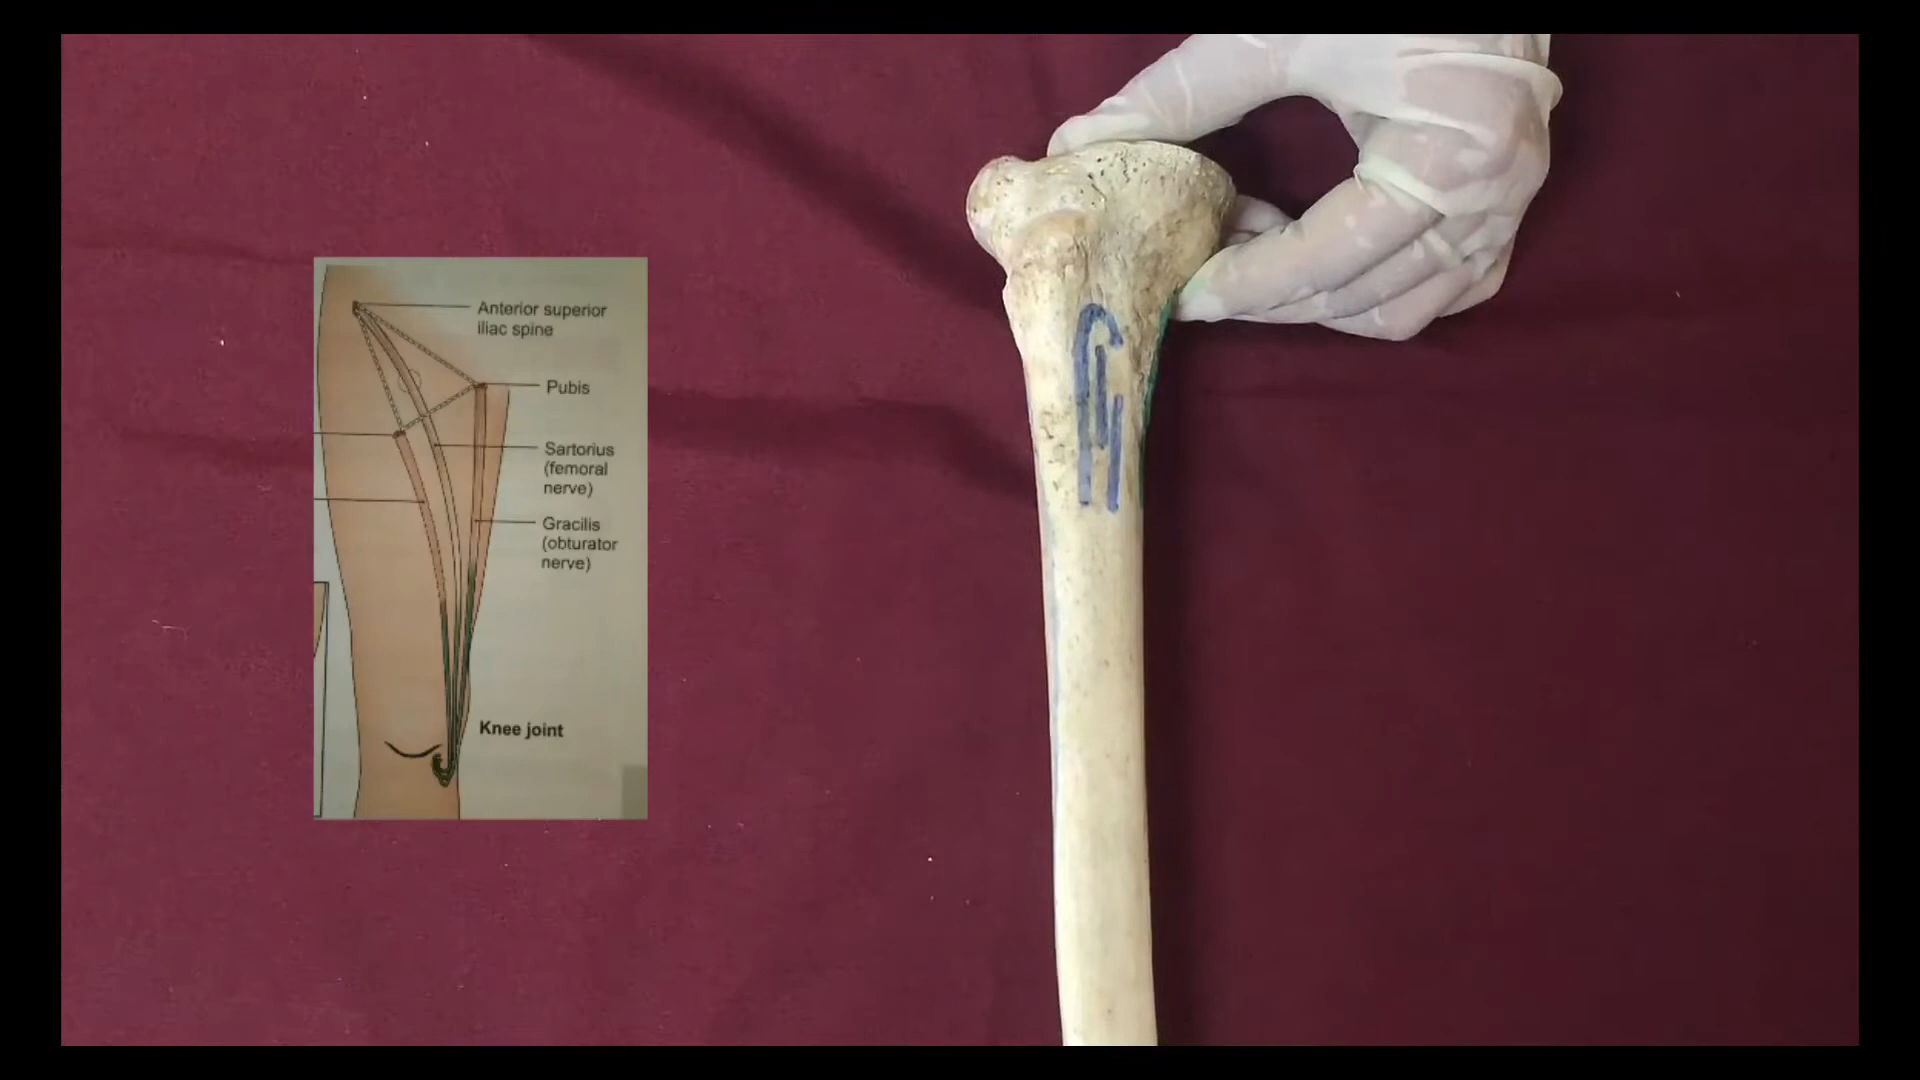 Anterior superior
iliac spine
Pubis
Sartorius
(femoral
nerve)
Gracilis
(obturator
nerve)
Knee joint